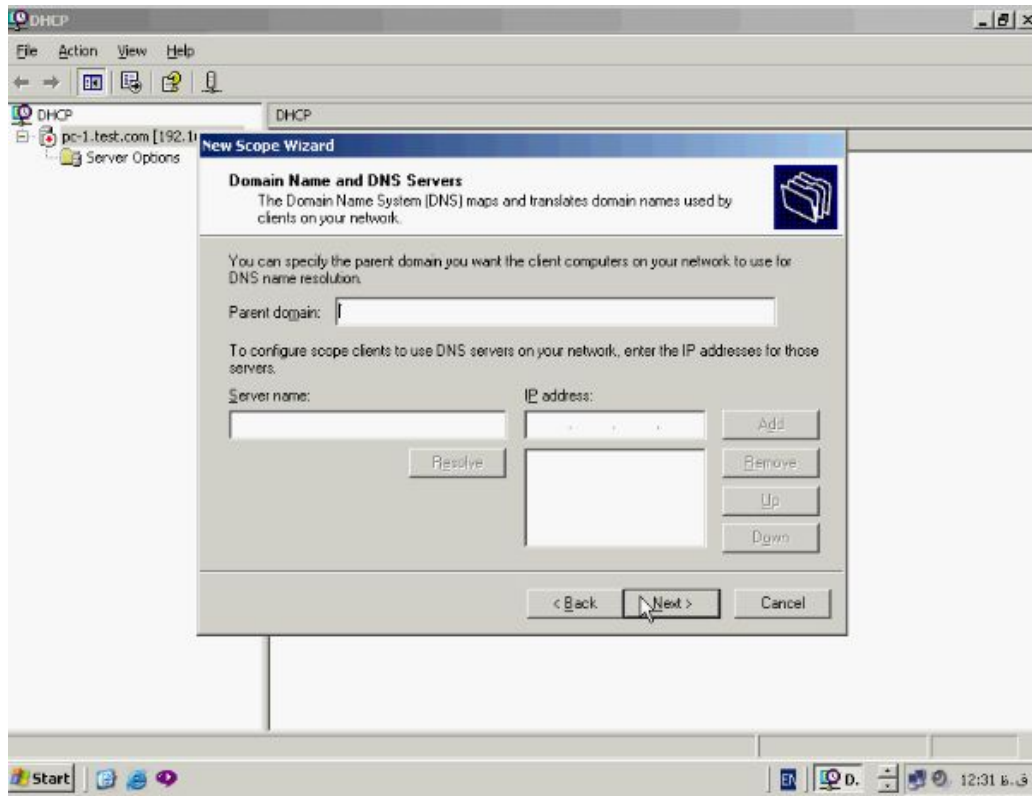 DHCP
File Action View Help
DHCP
DHCP
pc-1.test.com [192.1
Server Options
New Scope Wizard
Domain Name and DNS Servers
The Domain Name System (DNS) maps and translates domain names used by
clients on your network.
You can specify the parent domain you want the client computers on your network to use for
DNS name resolution.
Parent domain:
To configure scope clients to use DNS servers on your network, enter the IP addresses for those
servers.
Server name:
IP address:
Add
Resolve
Remove
Up
Down
< Back
Next >
Cancel
Start
EN
D.
12:31 ق.ظ